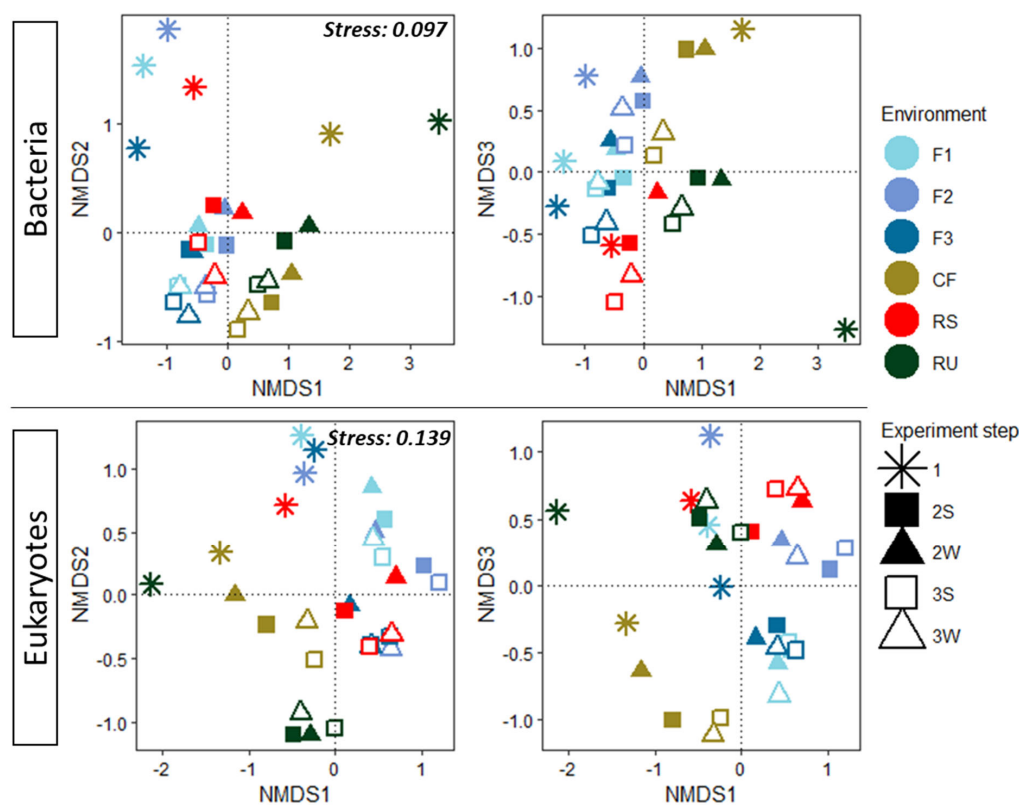 Bacteria
Stress: 0.097
NMDS2
1
0
-1
-1
0
1
2
3
NMDS1
NMDS3
1.0
0.5
0.0
-0.5
-1.0
-1
0
1
2
3
NMDS1
Environment
F1
F2
F3
CF
RS
RU
Eukaryotes
Stress: 0.139
NMDS2
1.0
0.5
0.0
-0.5
-1.0
-2
-1
0
1
NMDS1
NMDS3
1.0
0.5
0.0
-0.5
-1.0
-2
-1
0
1
NMDS1
Experiment step
1
2S
2W
3S
3W